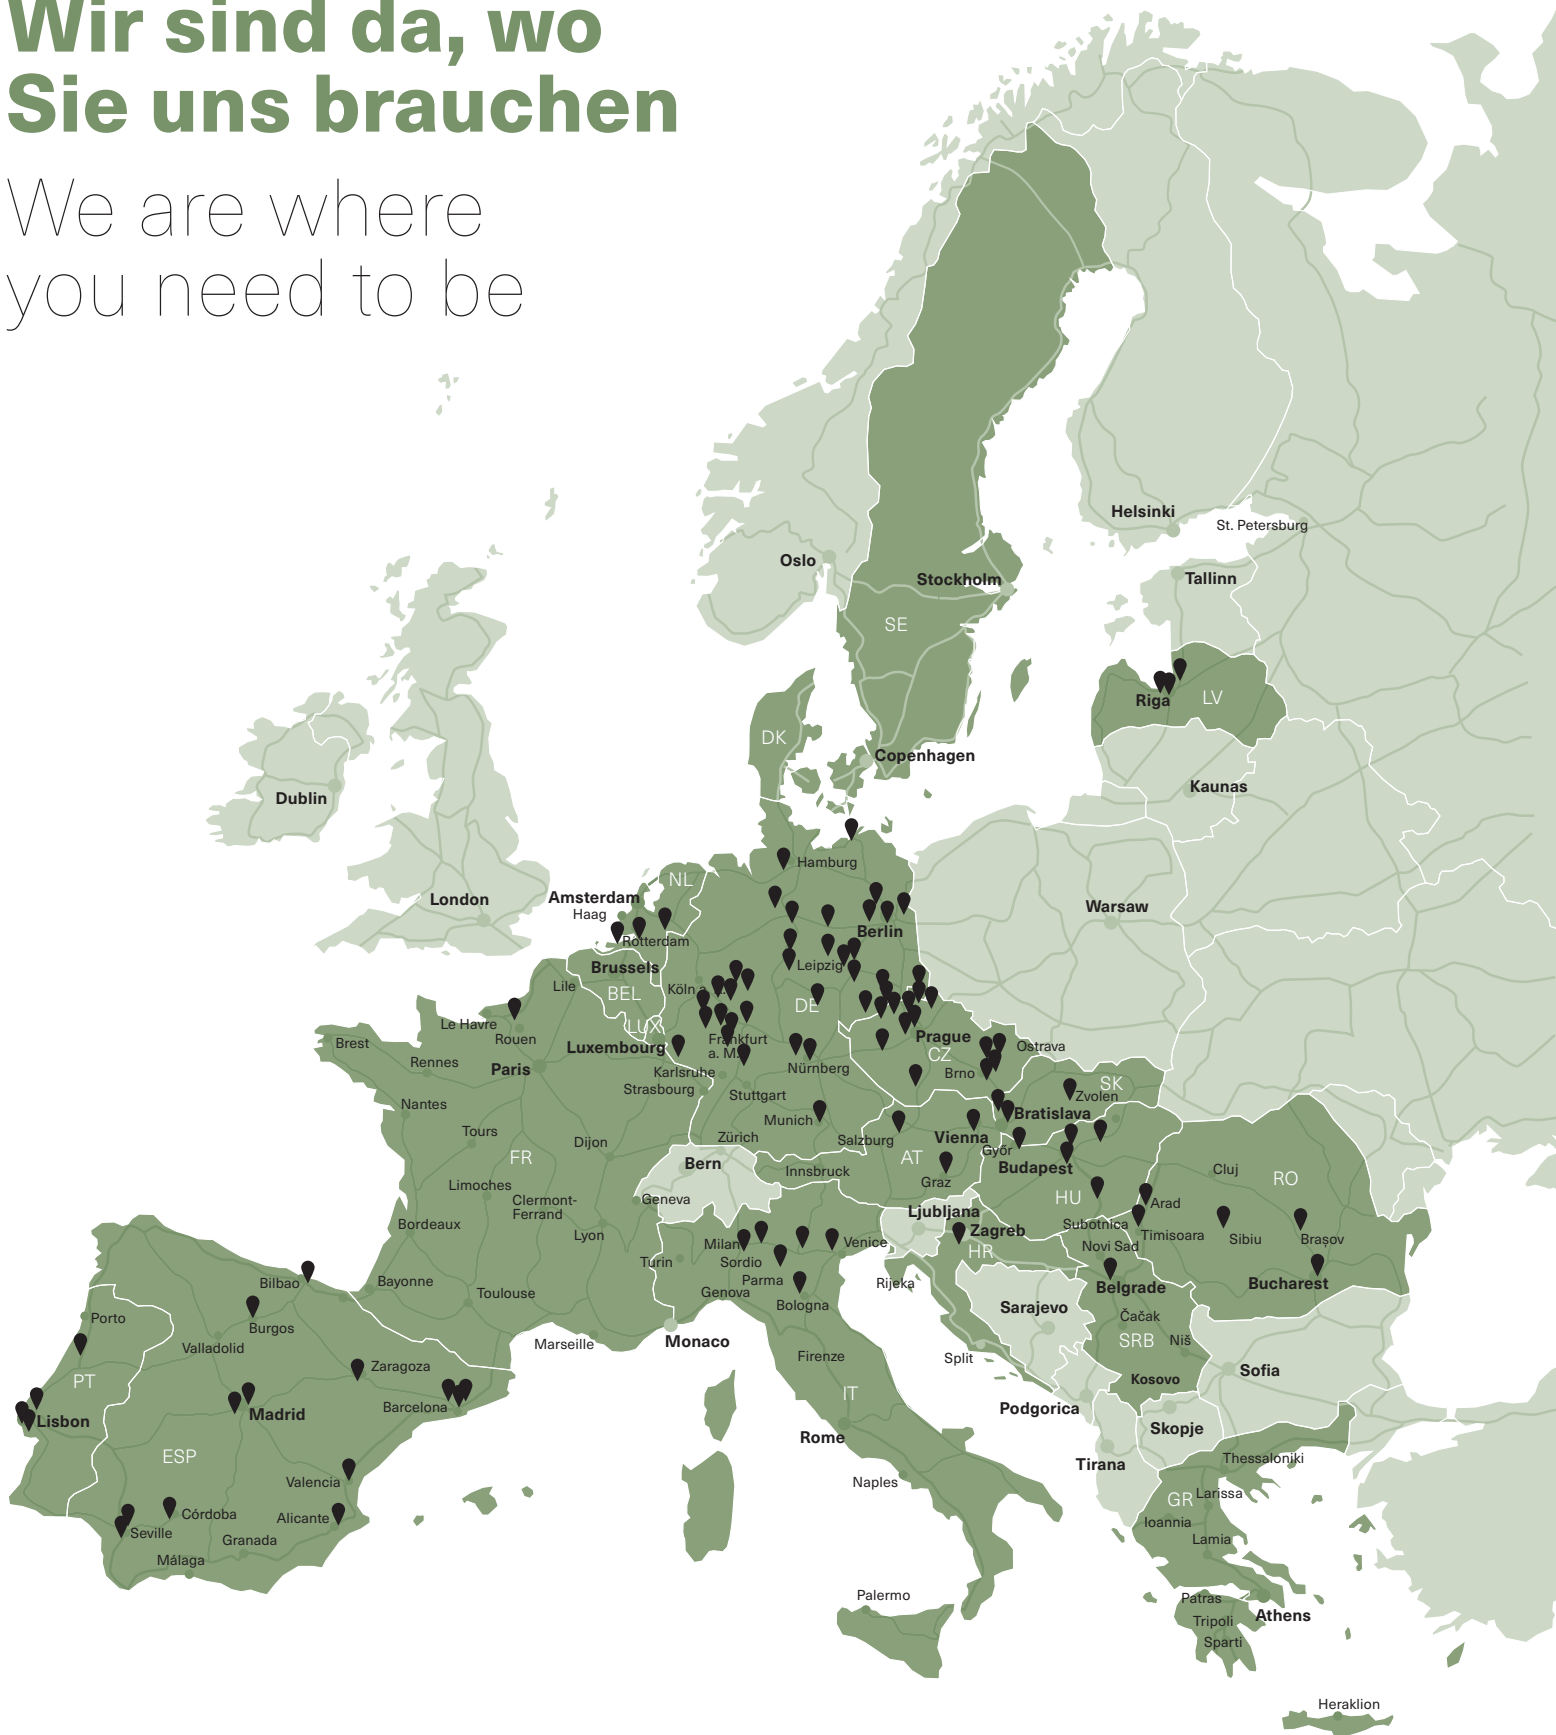 Wir sind da, wo
Sie uns brauchen
We are where
you need to be
Helsinki
St. Petersburg
Oslo
Stockholm
Tallinn
SE
Riga
LV
DK
Copenhagen
Kaunas
Dublin
Hamburg
NL
London
Amsterdam
Haag
Warsaw
Rotterdam
Berlin
Brussels
Leipzig
Lile
BEL
Köln a.
DE
Le Havre
Rouen
LUX
Luxembourg
Frankfurt
a. M.
Prague
CZ
Ostrava
Brest
Rennes
Paris
Karlsruhe
Nürnberg
Brno
SK
Strasbourg
Stuttgart
Zvolen
Nantes
Munich
Bratislava
Tours
Dijon
Zürich
Salzburg
Vienna
Győr
FR
Bern
Innsbruck
AT
Budapest
Graz
Cluj
RO
Limoches
Clermont-
Ferrand
Geneva
HU
Arad
Ljubljana
Bordeaux
Lyon
Zagreb
Subotnica
Timisoara
Sibiu
Brașov
Milan
Venice
HR
Novi Sad
Turin
Sordio
Bilbao
Bayonne
Parma
Rijeka
Belgrade
Bucharest
Toulouse
Genova
Bologna
Porto
Burgos
Sarajevo
Čačak
Valladolid
Marseille
Monaco
SRB
Niš
Firenze
Split
Zaragoza
Sofia
PT
Kosovo
IT
Barcelona
Podgorica
Lisbon
Madrid
Rome
Skopje
ESP
Tirana
Thessaloniki
Valencia
Naples
GR
Larissa
Córdoba
Alicante
Ioannia
Seville
Granada
Lamia
Málaga
Palermo
Patras
Athens
Tripoli
Sparti
Heraklion